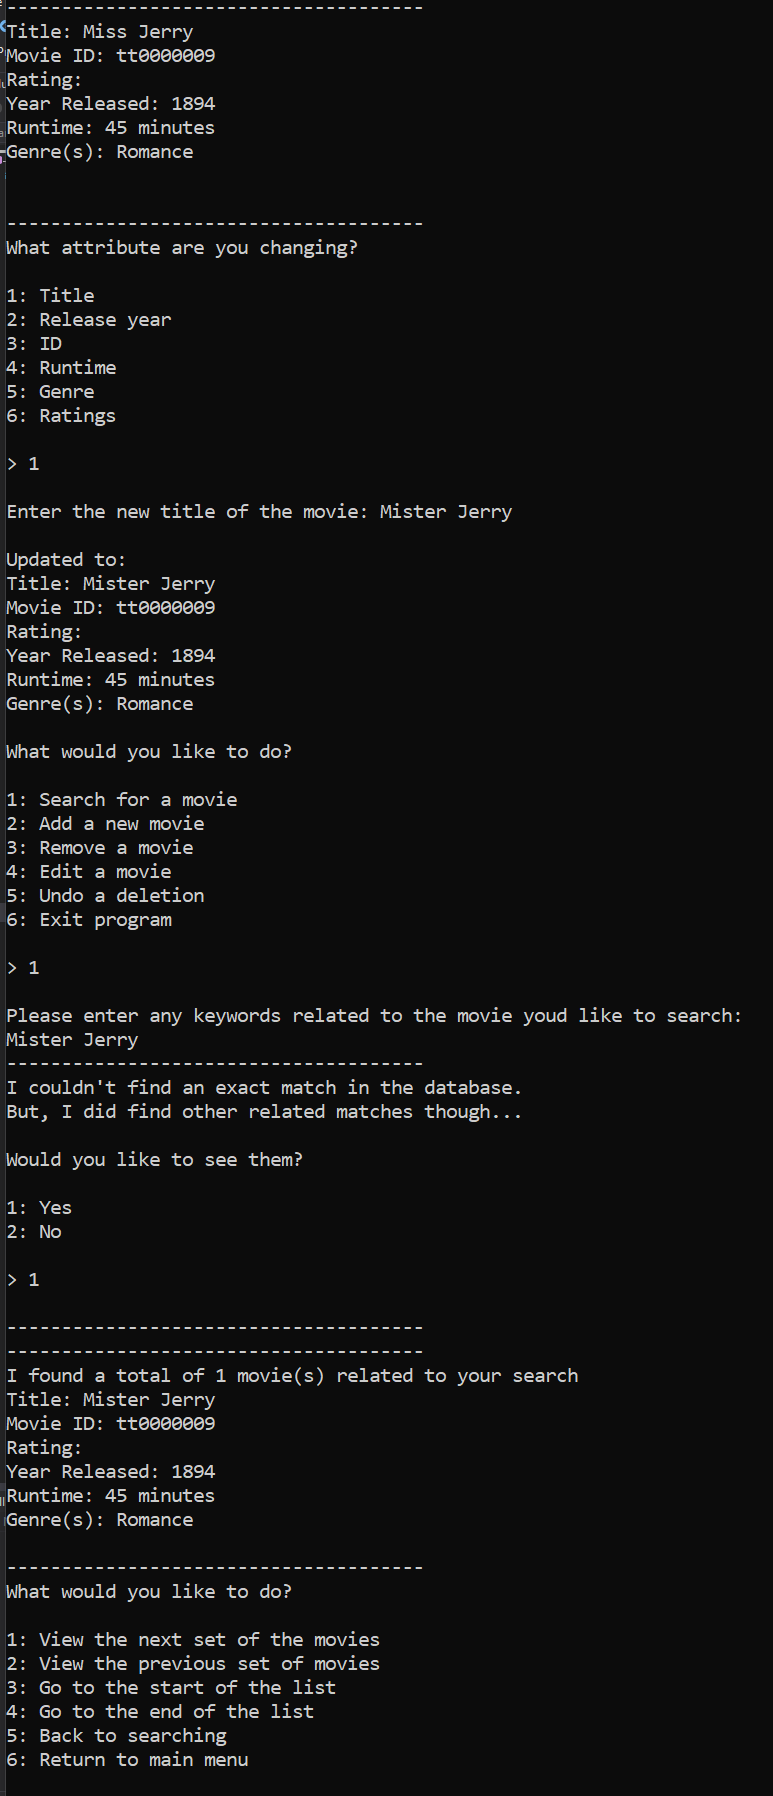 --------------------------------------
Title: Miss Jerry
Movie ID: tt0000009
Rating:
Year Released: 1894
Runtime: 45 minutes
Genre(s): Romance
--------------------------------------
What attribute are you changing?
1: Title
2: Release year
3: ID
4: Runtime
5: Genre
6: Ratings
> 1
Enter the new title of the movie: Mister Jerry
Updated to:
Title: Mister Jerry
Movie ID: tt0000009
Rating:
Year Released: 1894
Runtime: 45 minutes
Genre(s): Romance
What would you like to do?
1: Search for a movie
2: Add a new movie
3: Remove a movie
4: Edit a movie
5: Undo a deletion
6: Exit program
> 1
Please enter any keywords related to the movie youd like to search:
Mister Jerry
--------------------------------------
I couldn't find an exact match in the database.
But, I did find other related matches though...
Would you like to see them?
1: Yes
2: No
> 1
--------------------------------------
--------------------------------------
I found a total of 1 movie(s) related to your search
Title: Mister Jerry
Movie ID: tt0000009
Rating:
Year Released: 1894
Runtime: 45 minutes
Genre(s): Romance
--------------------------------------
What would you like to do?
1: View the next set of the movies
2: View the previous set of movies
3: Go to the start of the list
4: Go to the end of the list
5: Back to searching
6: Return to main menu